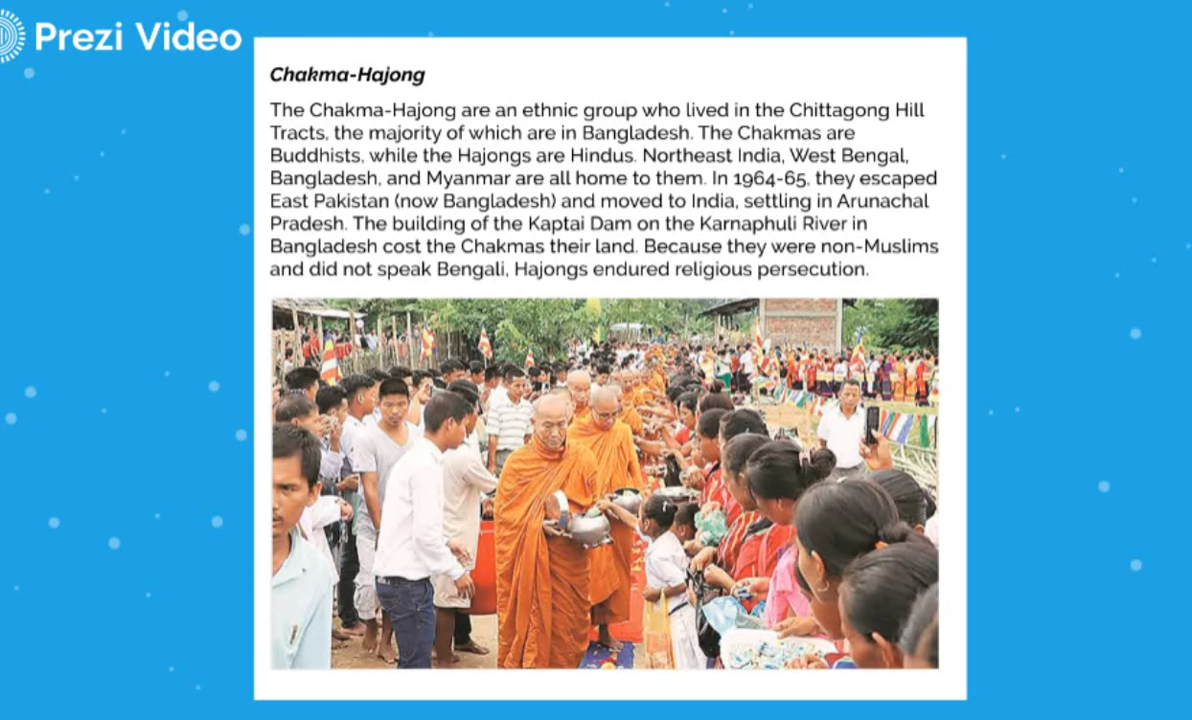 Prezi Video
Chakma-Hajong
The Chakma-Hajong are an ethnic group who lived in the Chittagong Hill
Tracts, the majority of which are in Bangladesh. The Chakmas are
Buddhists, while the Hajongs are Hindus. Northeast India, West Bengal,
Bangladesh, and Myanmar are all home to them. In 1964-65, they escaped
East Pakistan (now Bangladesh) and moved to India, settling in Arunachal
Pradesh. The building of the Kaptai Dam on the Karnaphuli River in
Bangladesh cost the Chakmas their land. Because they were non-Muslims
and did not speak Bengali, Hajongs endured religious persecution.